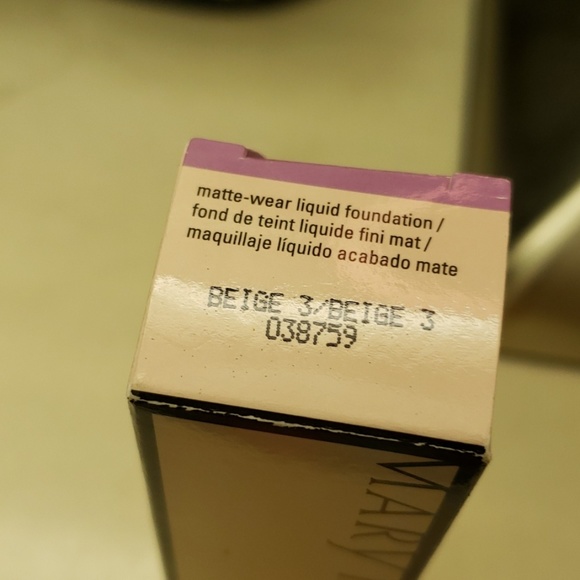 matte-wear liquid foundation /
fond de teint liquide fini mat /
maquillaje líquido acabado mate
BEIGE 3/BEIGE 3
038759
MARY